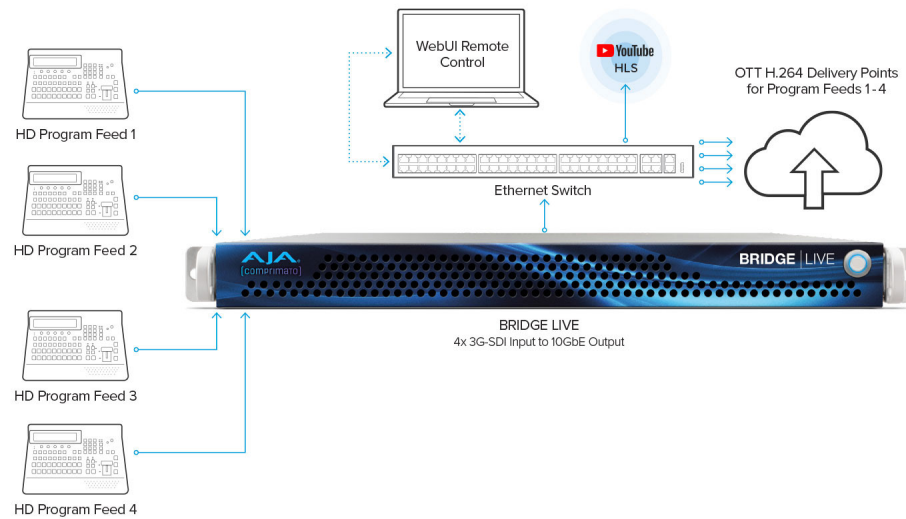 HD Program Feed 1
HD Program Feed 2
HD Program Feed 3
HD Program Feed 4
WebUI Remote
Control
YouTube
HLS
OTT H.264 Delivery Points
for Program Feeds 1-4
Ethernet Switch
AJA
[comprimato]
BRIDGE | LIVE
BRIDGE LIVE
4x 3G-SDI Input to 10GbE Output